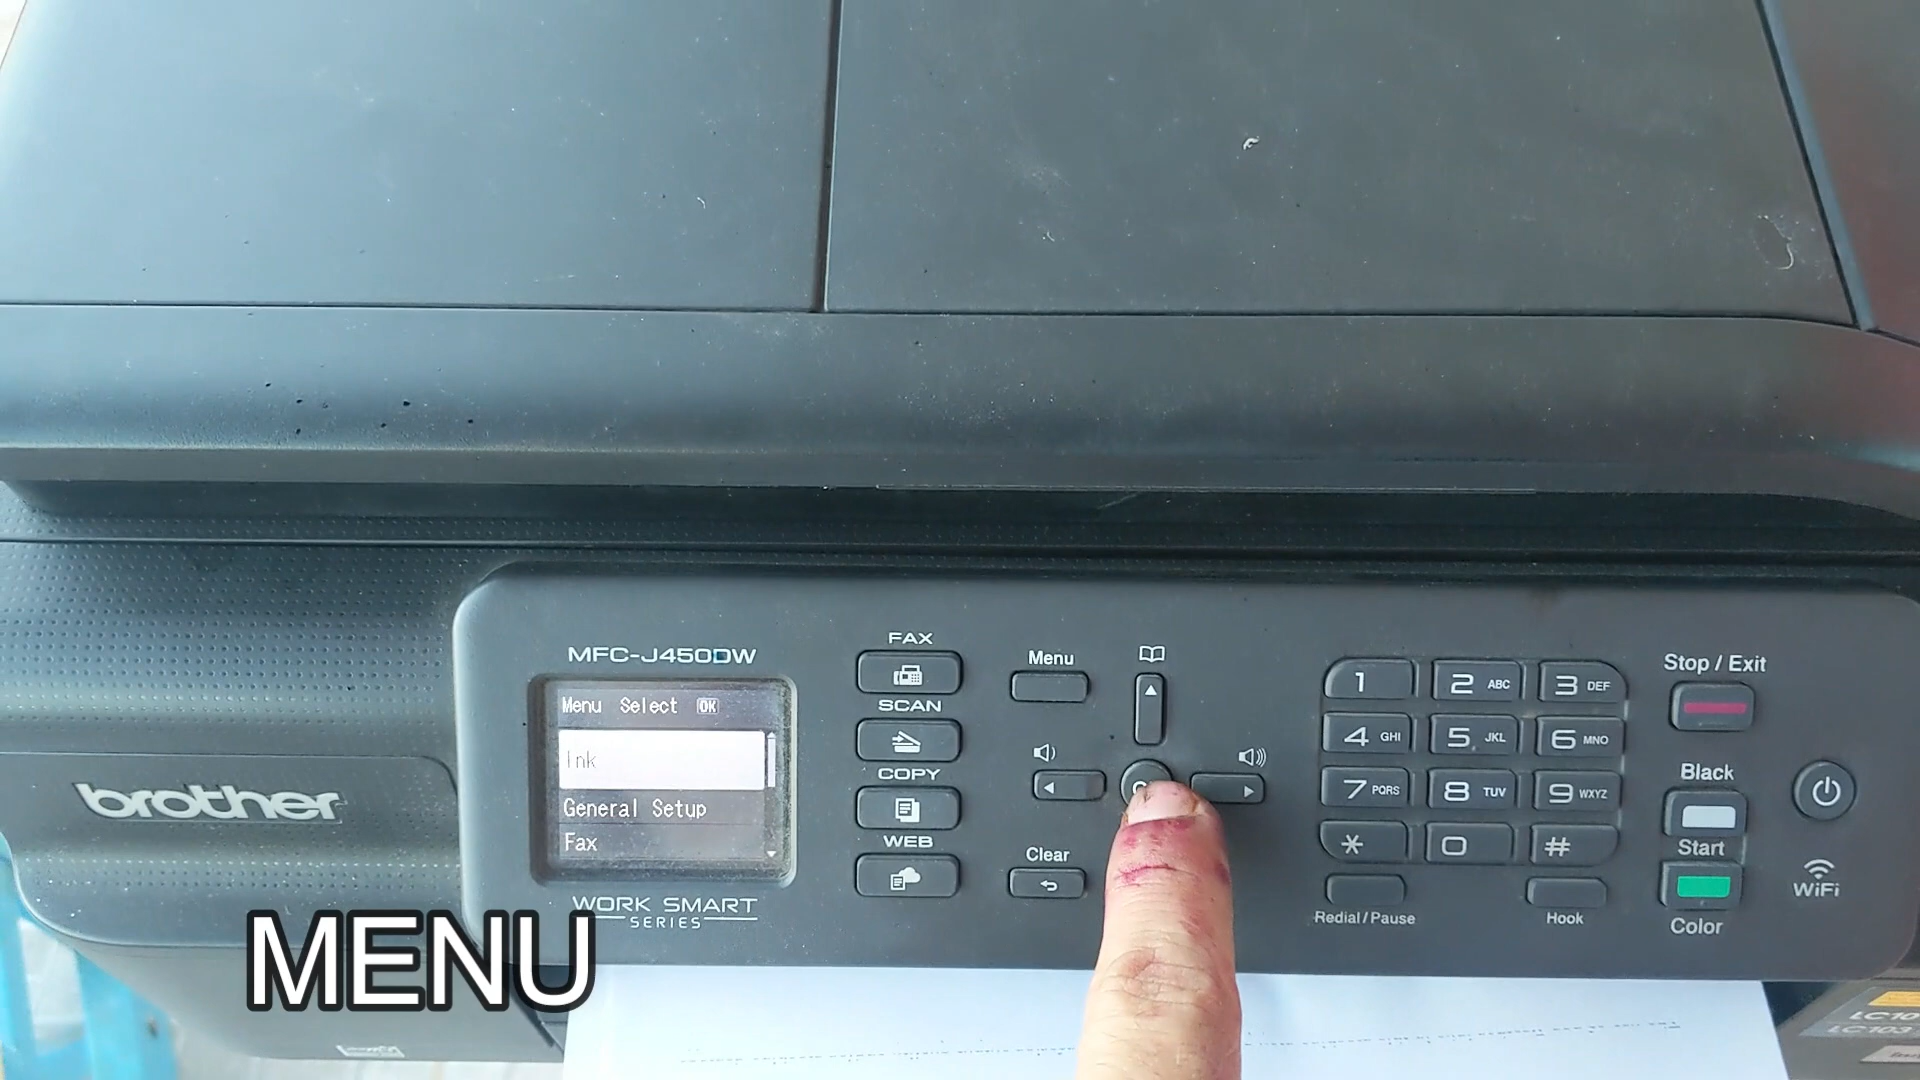 MFC-J450DW
Menu Select OK
Ink
General Setup
Fax
WORK SMART
SERIES
brother
FAX
SCAN
COPY
WEB
Menu
Clear
1
2 ABC
3 DEF
4 GHI
5 JKL
6 MNO
7 PQRS
8 TUV
9 WXYZ
*
0
#
Redial/Pause
Hook
Stop / Exit
Black
Start
Color
WiFi
MENU
LC103